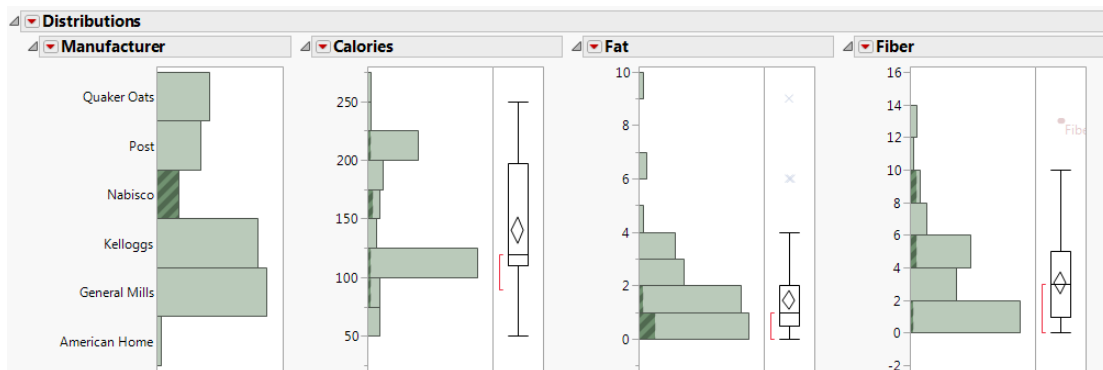 Distributions
Manufacturer
Quaker Oats
Post
Nabisco
Kelloggs
General Mills
American Home
Calories
250
200
150
100
50
Fat
10
8
6
4
2
0
Fiber
16
14
12
10
8
6
4
2
0
-2
Fibe